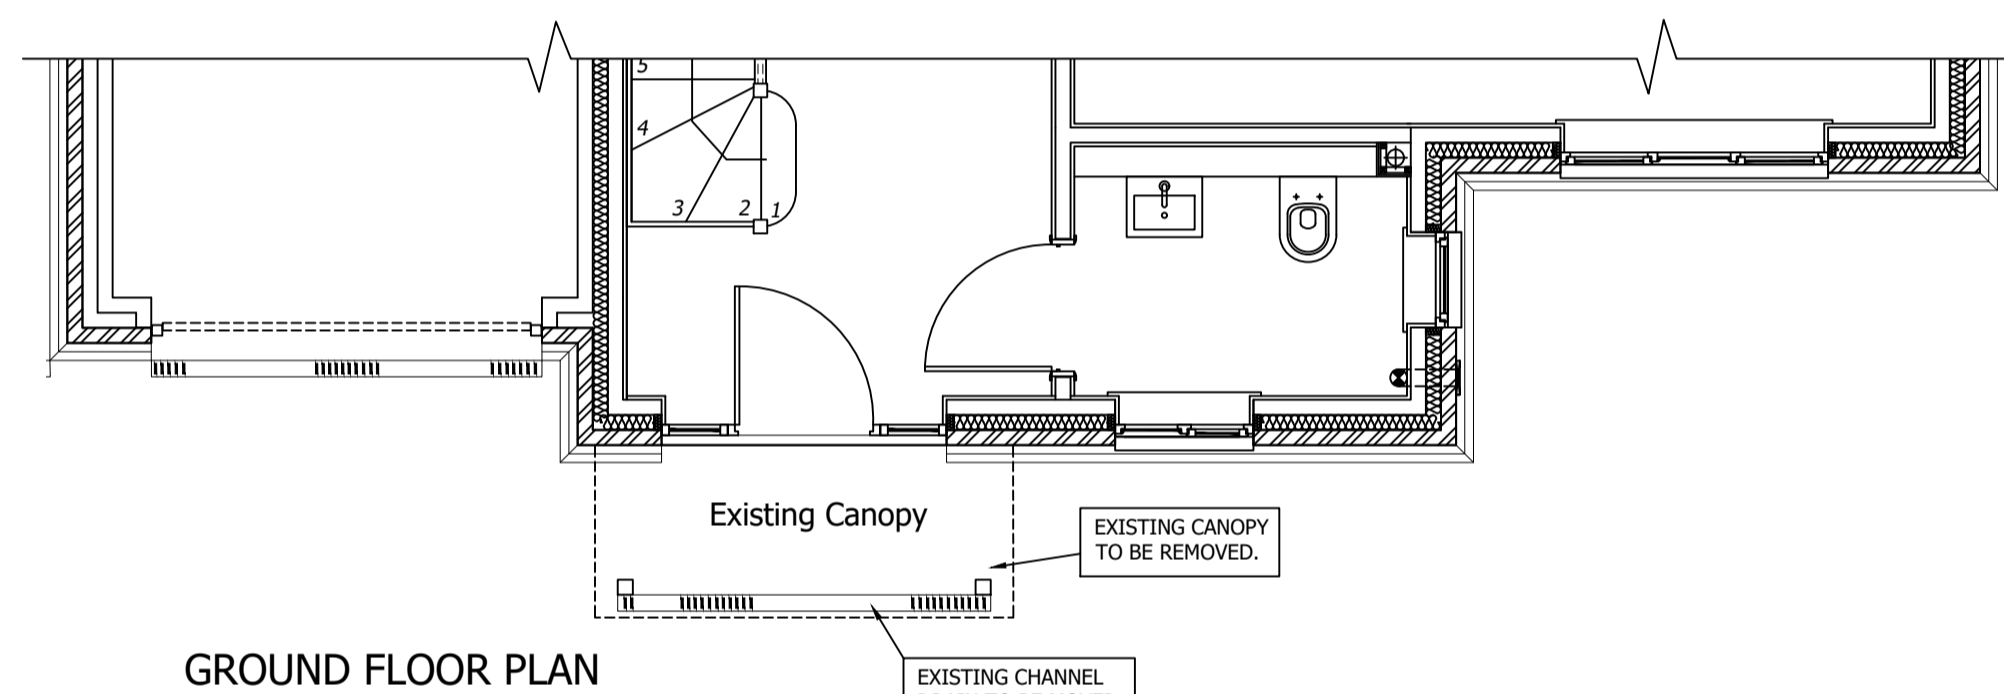 5
4
3
2
1
Existing Canopy
EXISTING CANOPY
TO BE REMOVED.
GROUND FLOOR PLAN
EXISTING CHANNEL